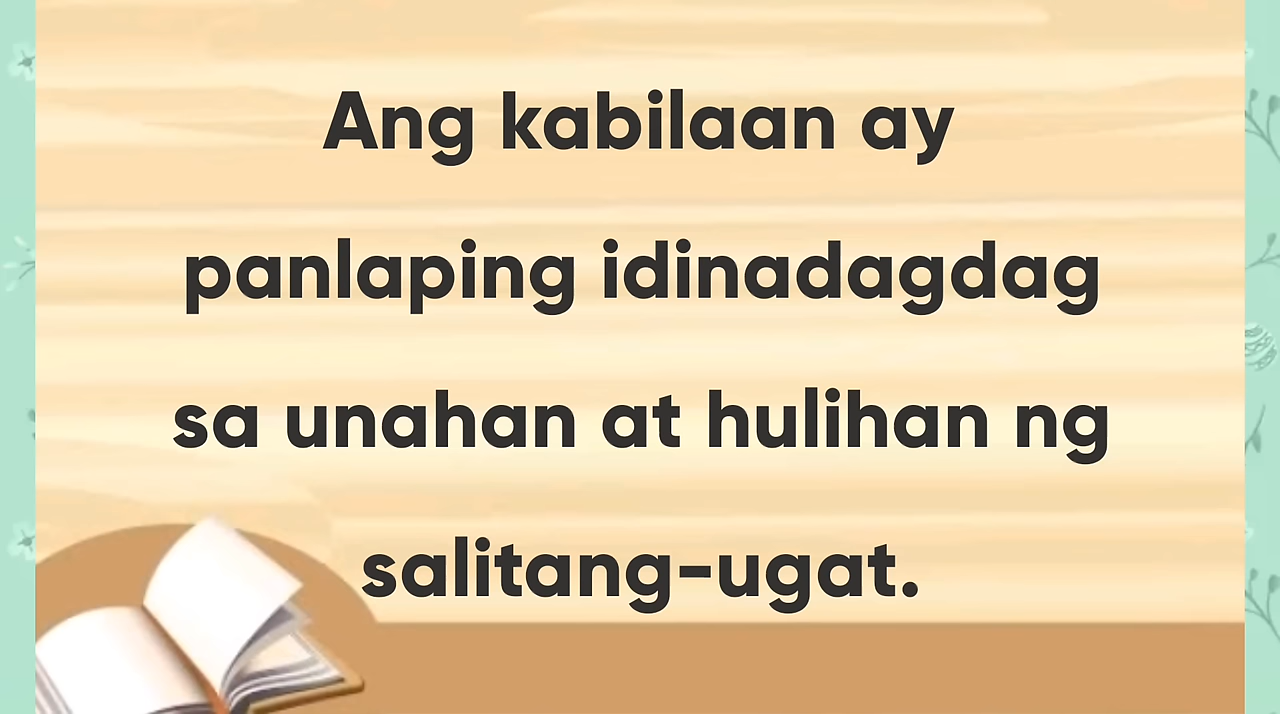 Ang kabilaan ay
panlaping idinadagdag
sa unahan at hulihan ng
salitang-ugat.